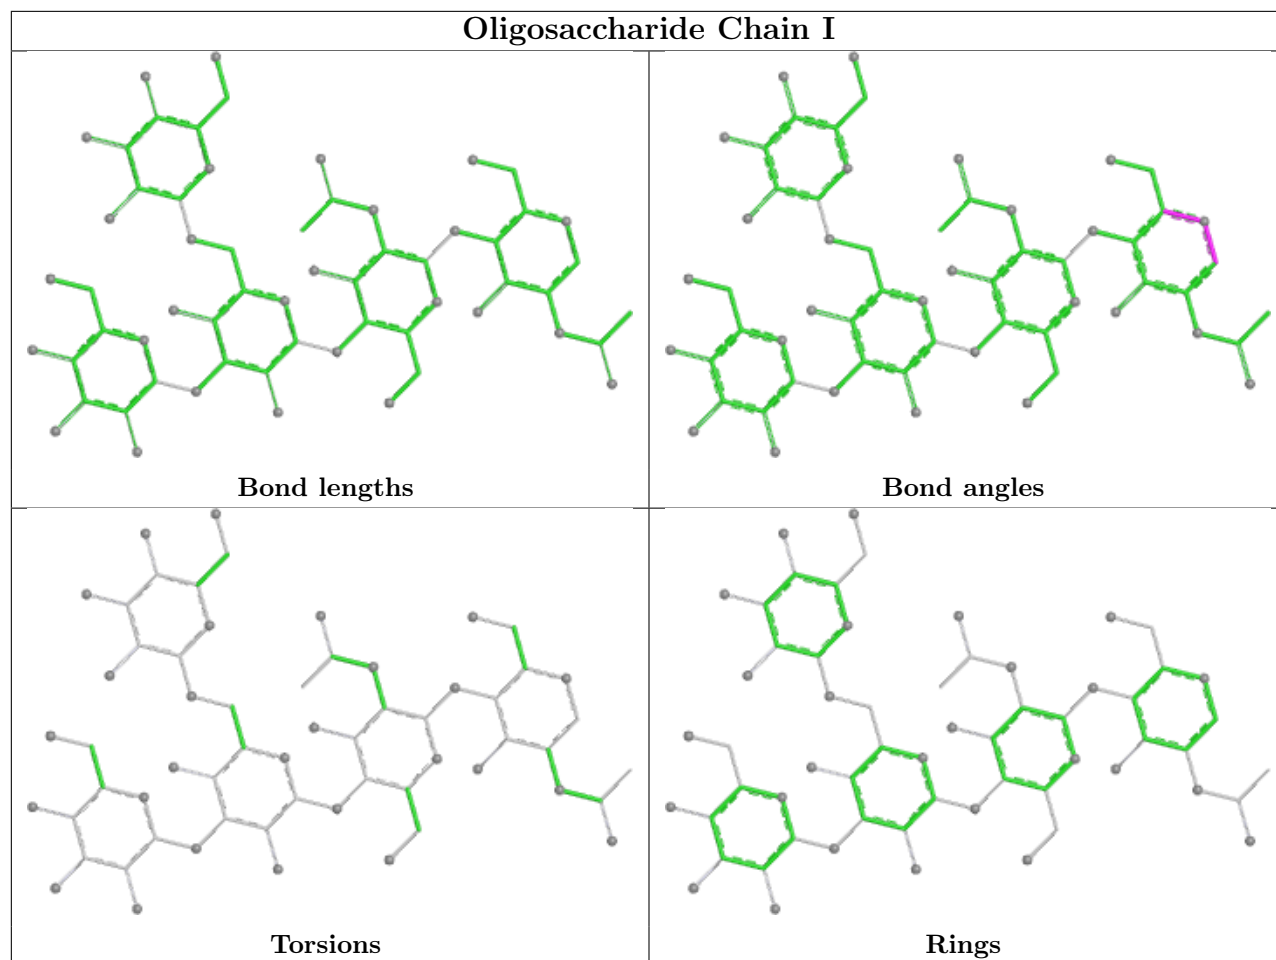 Oligosaccharide Chain I
Bond lengths
Bond angles
Torsions
Rings